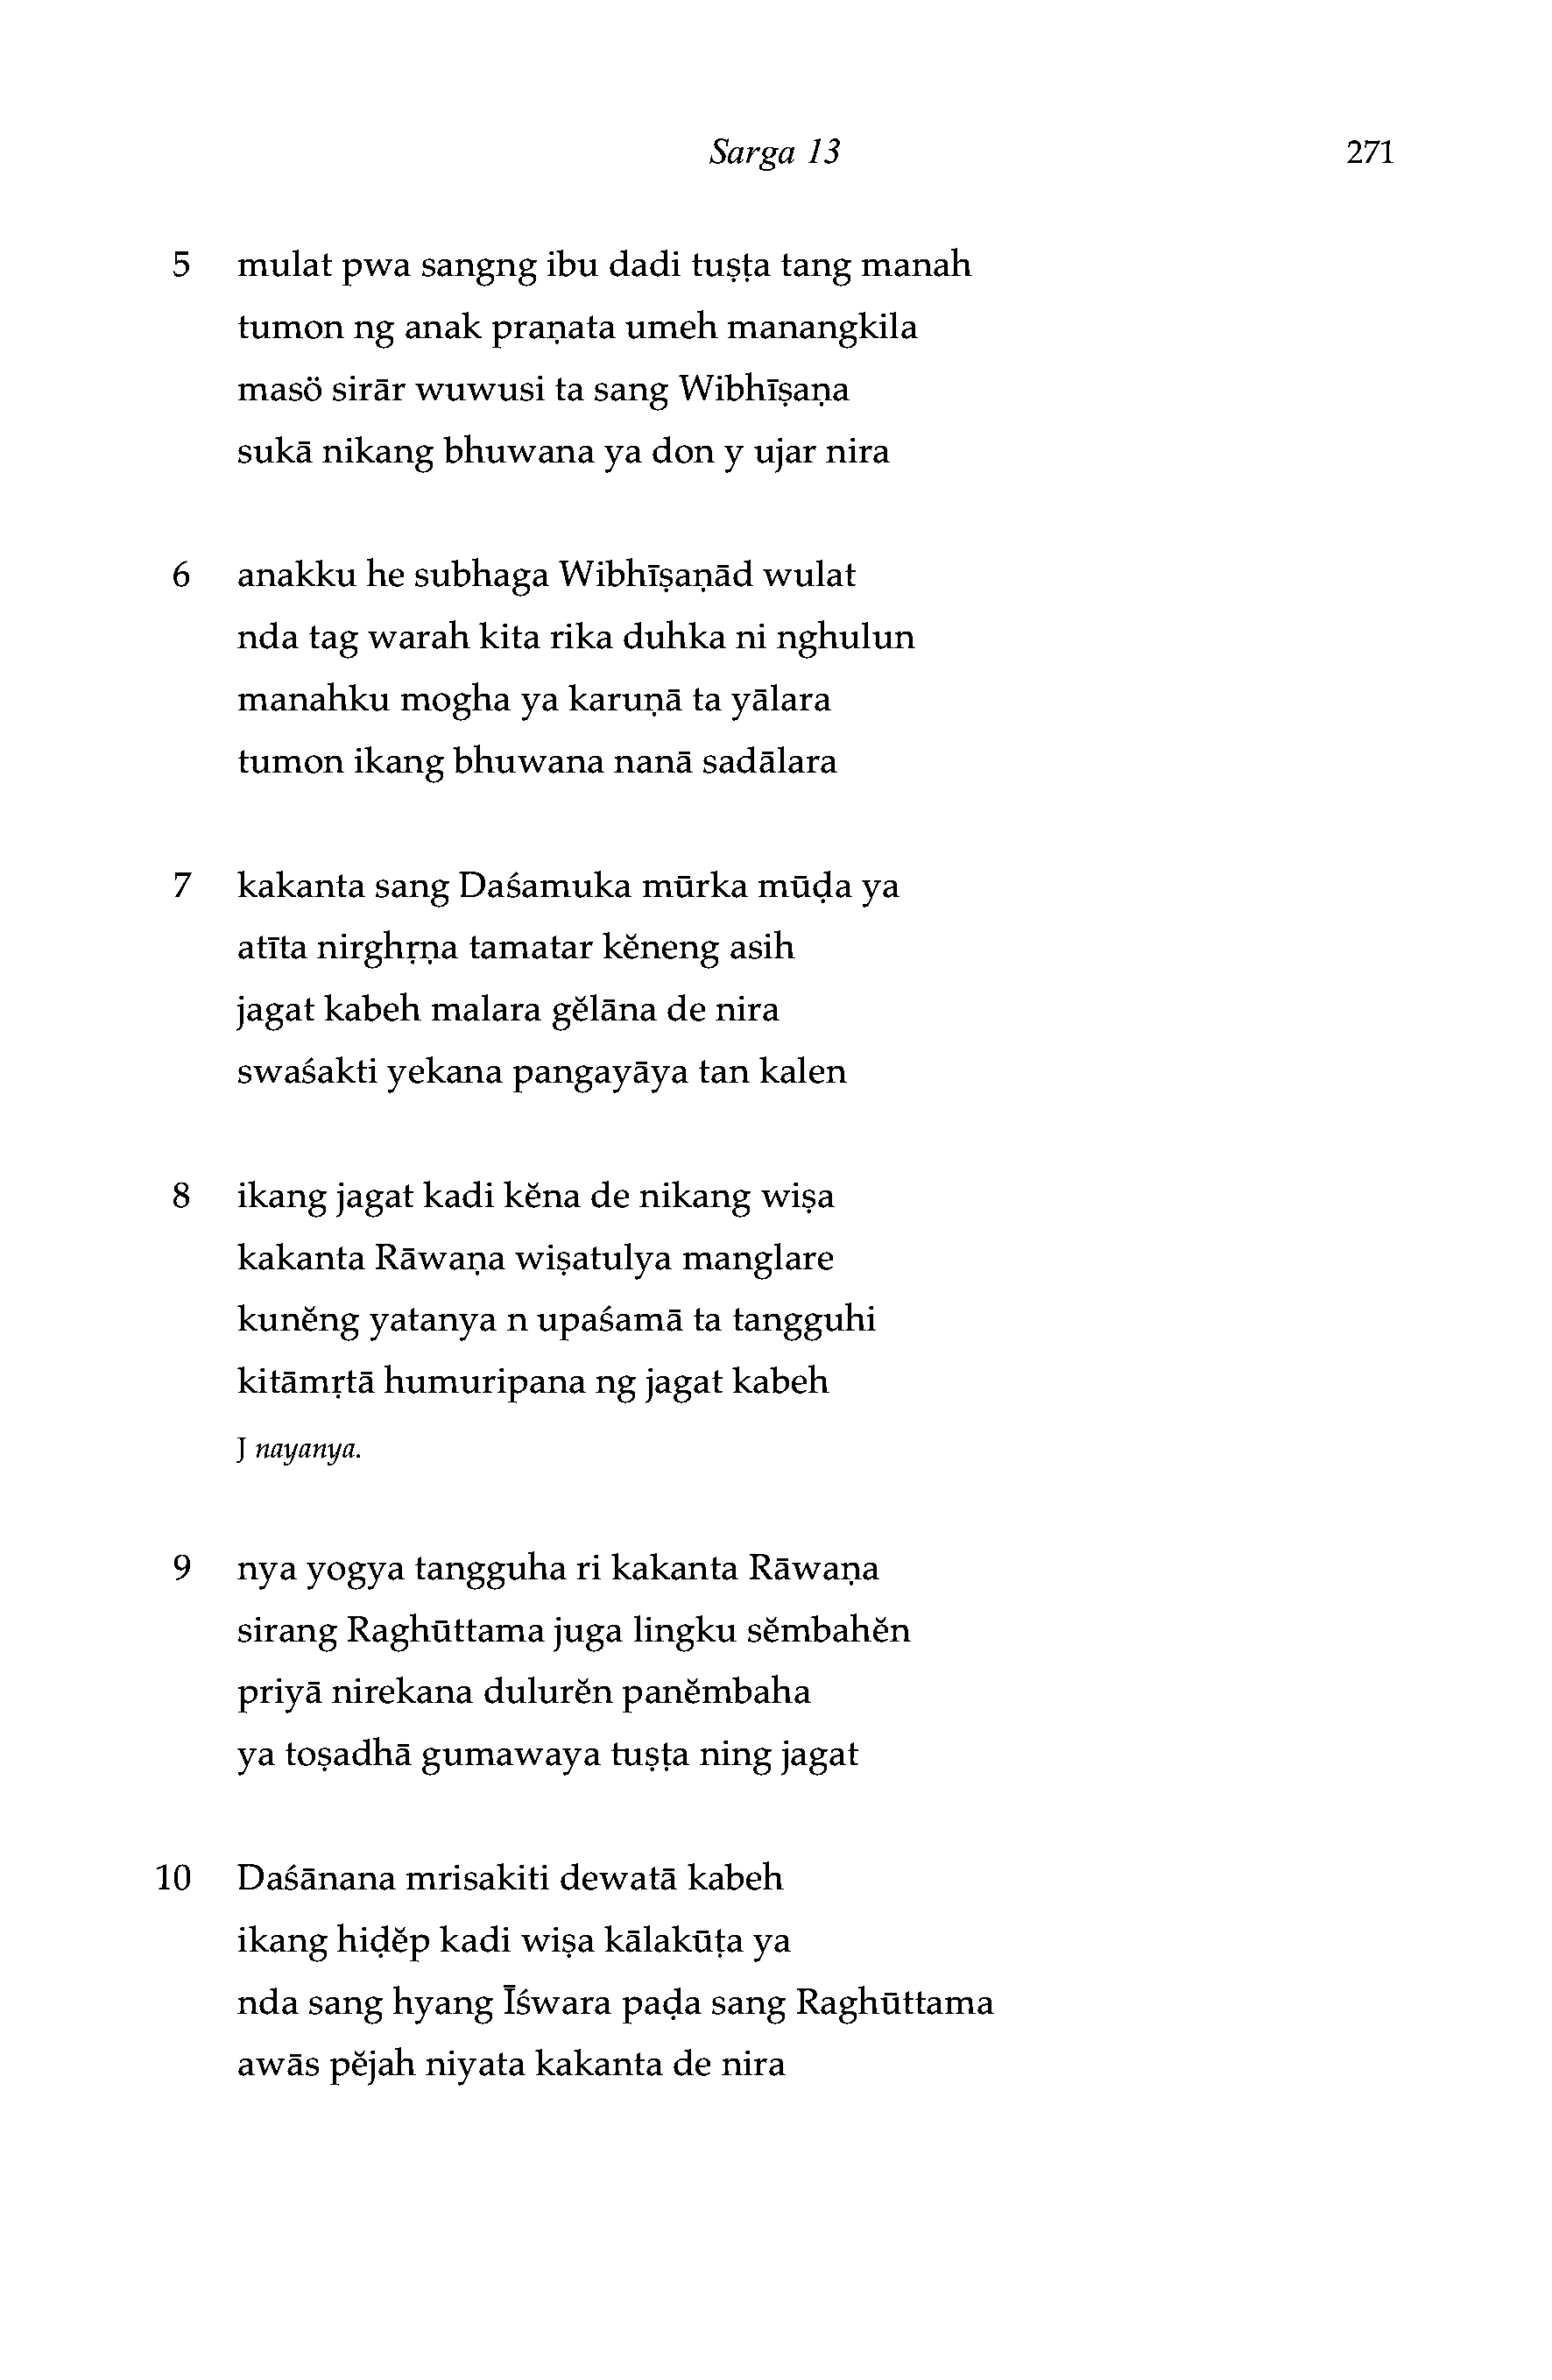 Sarga 13 271
5 mulat pwa sangng ibu dadi tuṣṭa tang manah
tumon ng anak praṇata umeh manangkila
masö sirār wuwusi ta sang Wibhīṣaṇa
sukā nikang bhuwana ya don y ujar nira
6 anakku he subhaga Wibhīṣaṇād wulat
nda tag warah kita rika duhka ni nghulun
manahku mogha ya karuṇā ta yālara
tumon ikang bhuwana nanā sadālara
7 kakanta sang Daśamuka mūrka mūḍa ya
atīta nirghṛṇa tamatar kĕneng asih
jagat kabeh malara gĕlāna de nira
swaśakti yekana pangayāya tan kalen
8 ikang jagat kadi kĕna de nikang wiṣa
kakanta Rāwaṇa wiṣatulya manglare
kunĕng yatanya n upaśamā ta tangguhi
kitāmṛtā humuripana ng jagat kabeh
J nayanya.
9 nya yogya tangguha ri kakanta Rāwaṇa
sirang Raghūttama juga lingku sĕmbahĕn
priyā nirekana dulurĕn panĕmbaha
ya toṣadhā gumawaya tuṣṭa ning jagat
10 Daśānana mrisakiti dewatā kabeh
ikang hiḍĕp kadi wiṣa kālakūṭa ya
nda sang hyang Īśwara paḍa sang Raghūttama
awās pĕjah niyata kakanta de nira